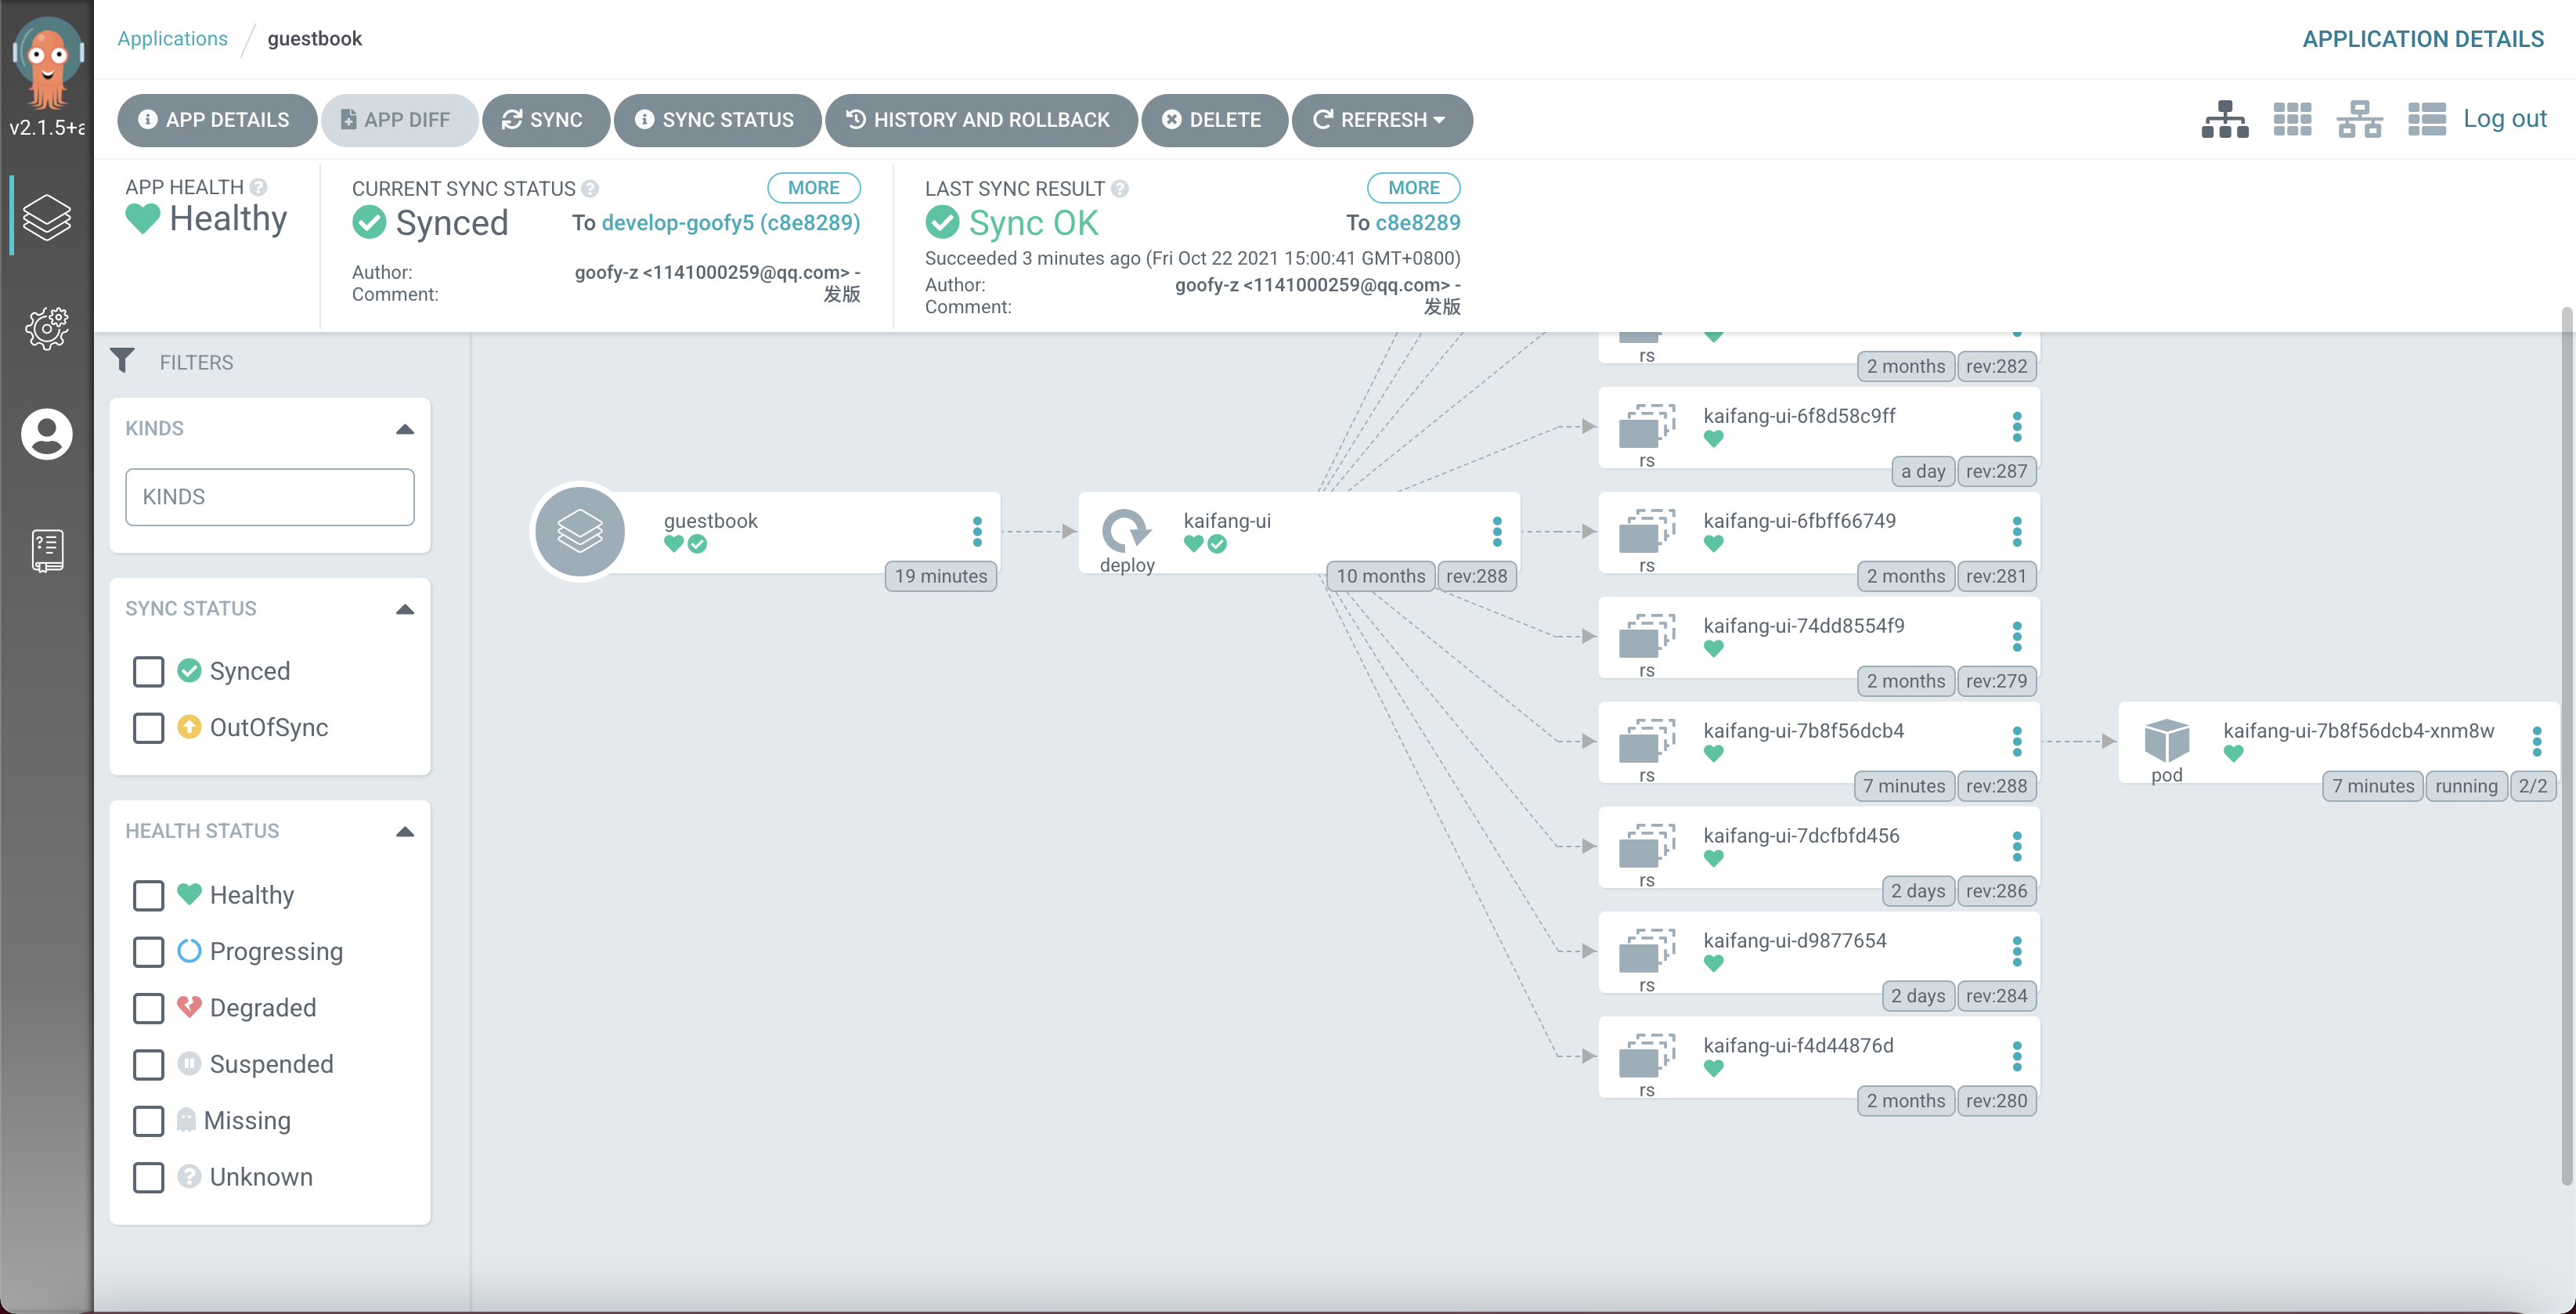 v2.1.5+a
Applications
guestbook
APPLICATION DETAILS
APP DETAILS
APP DIFF
SYNC
SYNC STATUS
HISTORY AND ROLLBACK
DELETE
REFRESH
Log out
APP HEALTH
Healthy
CURRENT SYNC STATUS
MORE
Synced
To develop-goofy5 (c8e8289)
Author:
goofy-z <1141000259@qq.com> -
Comment:
发版
LAST SYNC RESULT
MORE
Sync OK
To c8e8289
Succeeded 3 minutes ago (Fri Oct 22 2021 15:00:41 GMT+0800)
Author:
goofy-z <1141000259@qq.com> -
Comment:
发版
FILTERS
KINDS
KINDS
SYNC STATUS
Synced
OutOfSync
HEALTH STATUS
Healthy
Progressing
Degraded
Suspended
Missing
Unknown
guestbook
19 minutes
kaifang-ui
deploy
10 months
rev:288
rs
2 months
rev:282
kaifang-ui-6f8d58c9ff
rs
a day
rev:287
kaifang-ui-6fbff66749
rs
2 months
rev:281
kaifang-ui-74dd8554f9
rs
2 months
rev:279
kaifang-ui-7b8f56dcb4
rs
7 minutes
rev:288
kaifang-ui-7b8f56dcb4-xnm8w
pod
7 minutes
running
2/2
kaifang-ui-7dcfbfd456
rs
2 days
rev:286
kaifang-ui-d9877654
rs
2 days
rev:284
kaifang-ui-f4d44876d
rs
2 months
rev:280